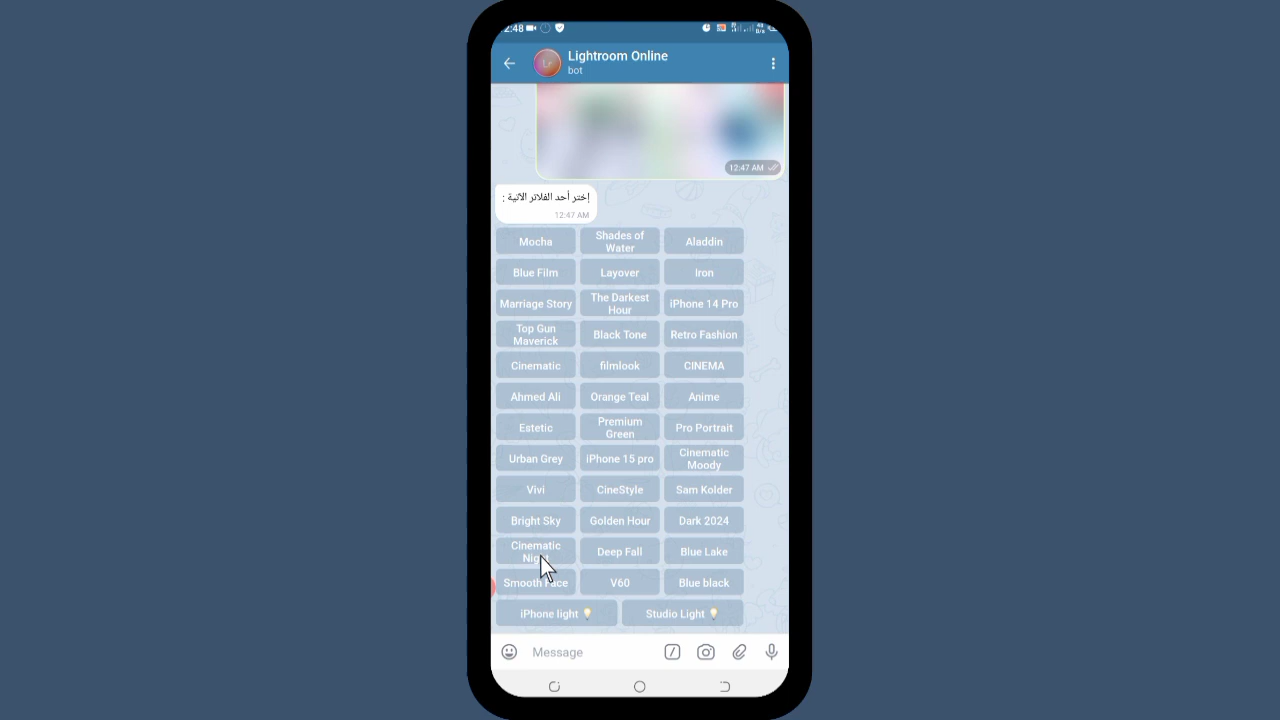 2:48
Lightroom Online
bot
12:47 AM
إختر أحد الفلاتر الآتية :
12:47 AM
Mocha
Shades of
Water
Aladdin
Blue Film
Layover
Iron
Marriage Story
The Darkest
Hour
iPhone 14 Pro
Top Gun
Maverick
Black Tone
Retro Fashion
Cinematic
filmlook
CINEMA
Ahmed Ali
Orange Teal
Anime
Estetic
Premium
Green
Pro Portrait
Urban Grey
iPhone 15 pro
Cinematic
Moody
Vivi
CineStyle
Sam Kolder
Bright Sky
Golden Hour
Dark 2024
Cinematic
Deep Fall
Blue Lake
Smooth Face
V60
Blue black
iPhone light
Studio Light
Message